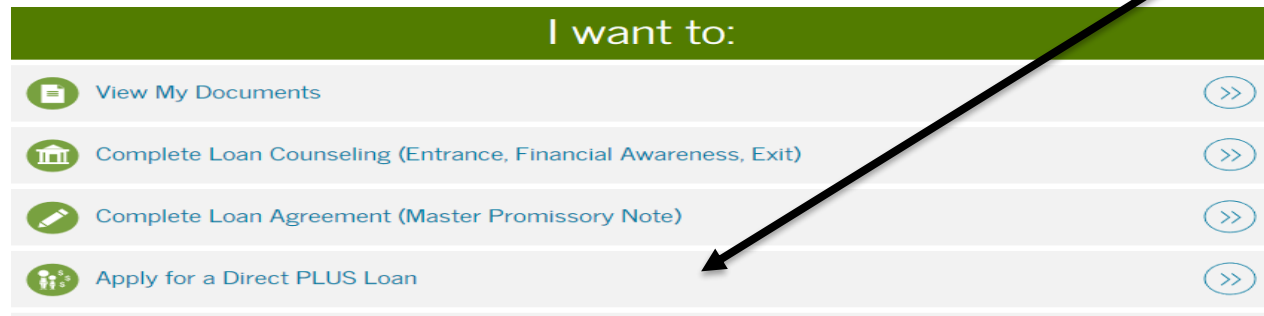 I want to:
View My Documents
Complete Loan Counseling (Entrance, Financial Awareness, Exit)
Complete Loan Agreement (Master Promissory Note)
Apply for a Direct PLUS Loan